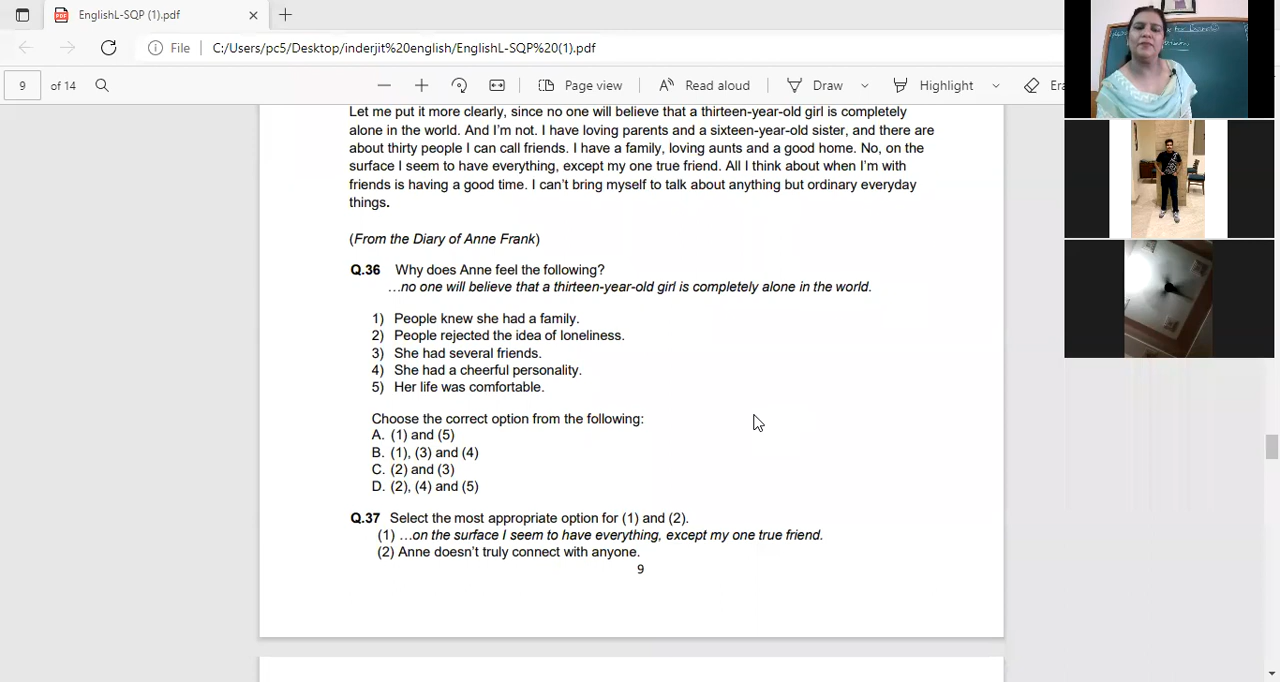 EnglishL-SQP (1).pdf
File
C:/Users/pc5/Desktop/inderjit%20english/EnglishL-SQP%20(1).pdf
9 of 14
Page view
Read aloud
Draw
Highlight
Era
Let me put it more clearly, since no one will believe that a thirteen-year-old girl is completely
alone in the world. And I'm not. I have loving parents and a sixteen-year-old sister, and there are
about thirty people I can call friends. I have a family, loving aunts and a good home. No, on the
surface I seem to have everything, except my one true friend. All I think about when I'm with
friends is having a good time. I can't bring myself to talk about anything but ordinary everyday
things.
(From the Diary of Anne Frank)
Q.36 Why does Anne feel the following?
…no one will believe that a thirteen-year-old girl is completely alone in the world.
1) People knew she had a family.
2) People rejected the idea of loneliness.
3) She had several friends.
4) She had a cheerful personality.
5) Her life was comfortable.
Choose the correct option from the following:
A. (1) and (5)
B. (1), (3) and (4)
C. (2) and (3)
D. (2), (4) and (5)
Q.37 Select the most appropriate option for (1) and (2).
(1) …on the surface I seem to have everything, except my one true friend.
(2) Anne doesn't truly connect with anyone.
9